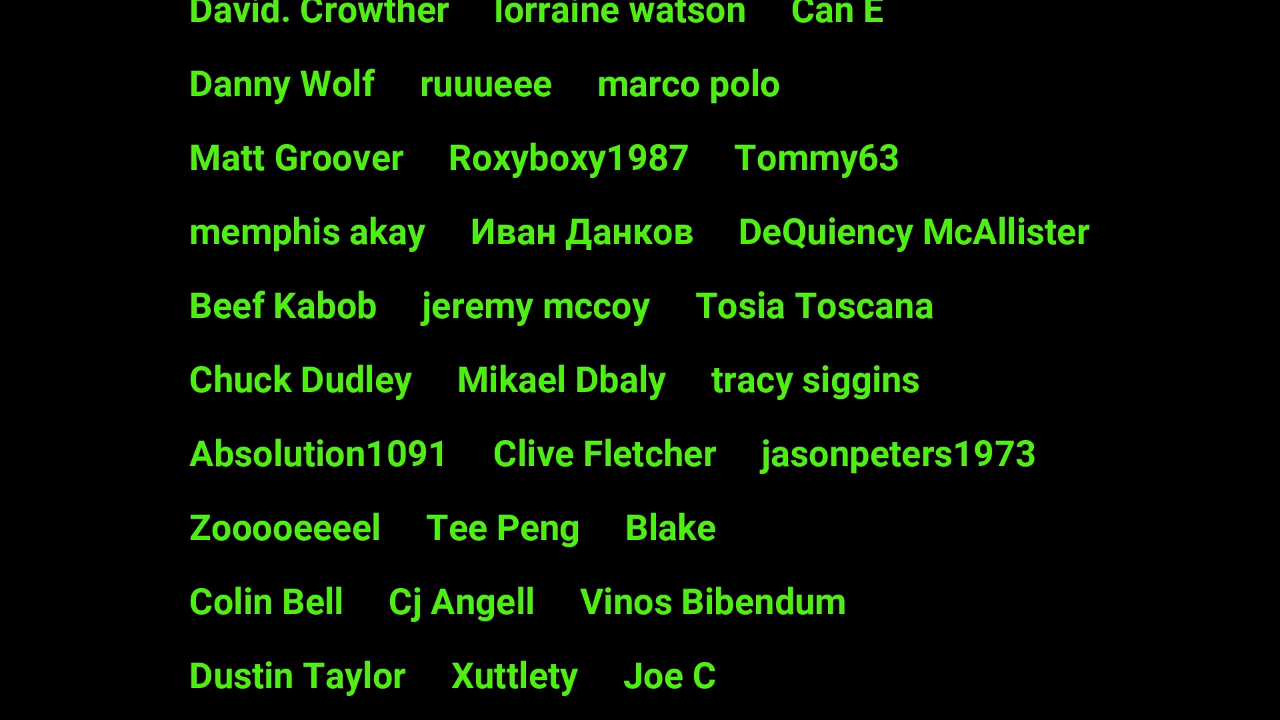 David. Crowther lorraine watson Can E
Danny Wolf ruuueee marco polo
Matt Groover Roxyboxy1987 Tommy63
memphis akay Иван Данков DeQuiency McAllister
Beef Kabob jeremy mccoy Tosia Toscana
Chuck Dudley Mikael Dbaly tracy siggins
Absolution1091 Clive Fletcher jasonpeters1973
Zooooeeeel Tee Peng Blake
Colin Bell Cj Angell Vinos Bibendum
Dustin Taylor Xuttlety Joe C